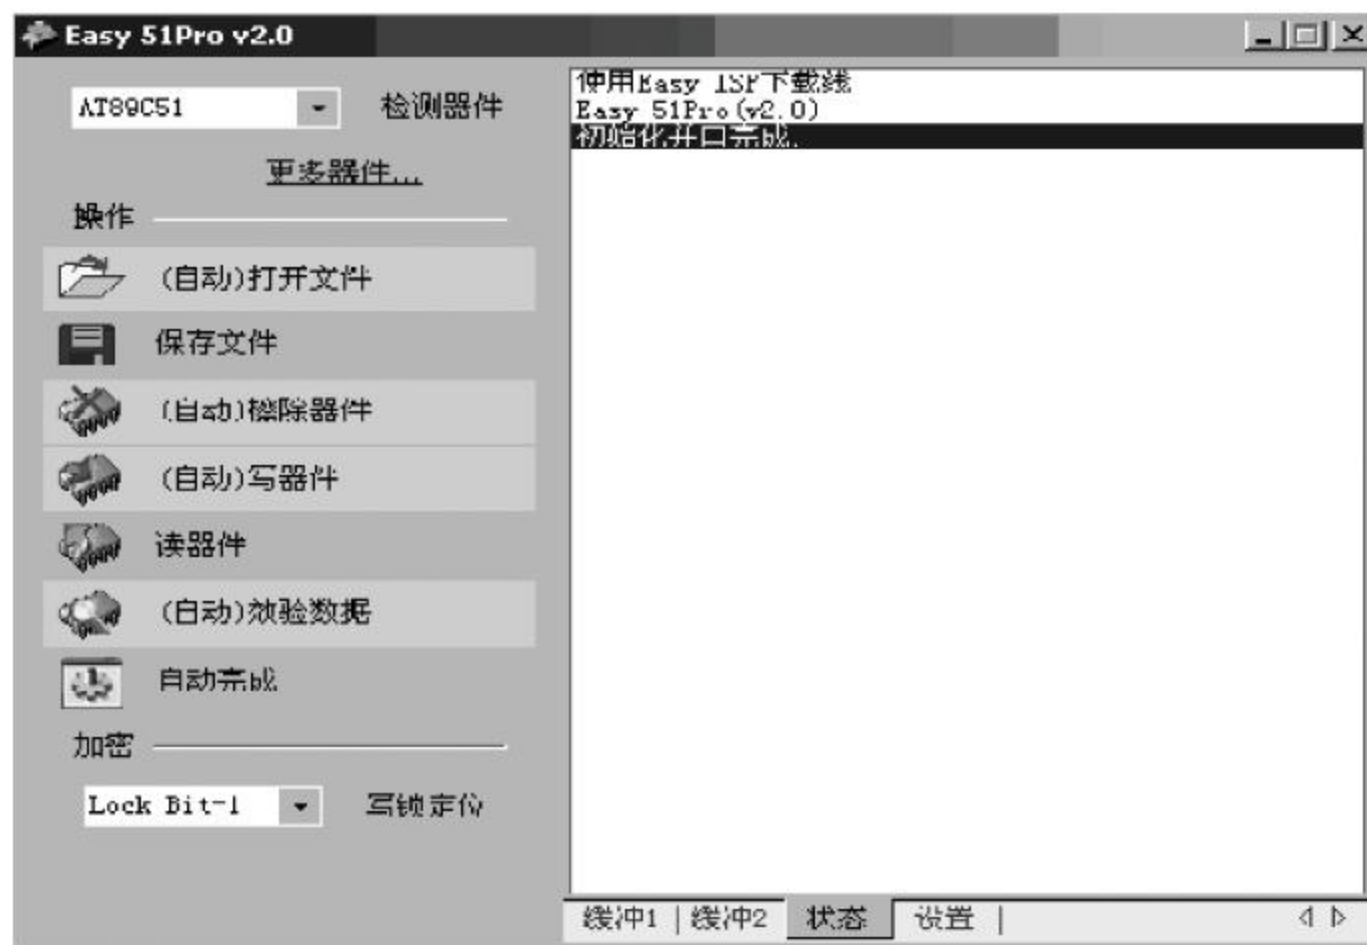 Easy 51Pro v2.0
AT89C51
检测器件
更多器件...
操作
(自动)打开文件
保存文件
(自动)擦除器件
(自动)写器件
读器件
(自动)效验数据
自动完成
加密
Lock Bit-1
写锁定位
使用Easy ISP下载线
Easy 51Pro(v2.0)
初始化并口完成.
缓冲1 | 缓冲2 状态 设置 |